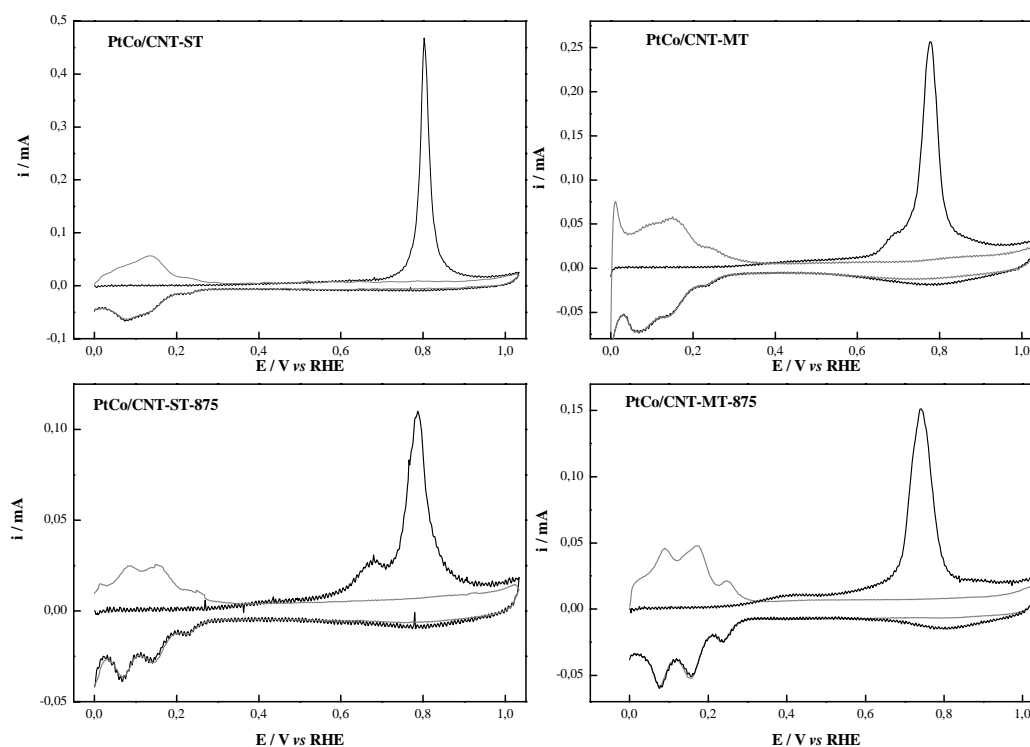 PtCo/CNT-ST
0,5
0,4
0,3
0,2
0,1
0,0
-0,1
i / mA
0,0 0,2 0,4 0,6 0,8 1,0
E / V vs RHE
PtCo/CNT-MT
0,25
0,20
0,15
0,10
0,05
0,00
-0,05
i / mA
0,0 0,2 0,4 0,6 0,8 1,0
E / V vs RHE
PtCo/CNT-ST-875
0,10
0,05
0,00
-0,05
i / mA
0,0 0,2 0,4 0,6 0,8 1,0
E / V vs RHE
PtCo/CNT-MT-875
0,15
0,10
0,05
0,00
-0,05
i / mA
0,0 0,2 0,4 0,6 0,8 1,0
E / V vs RHE